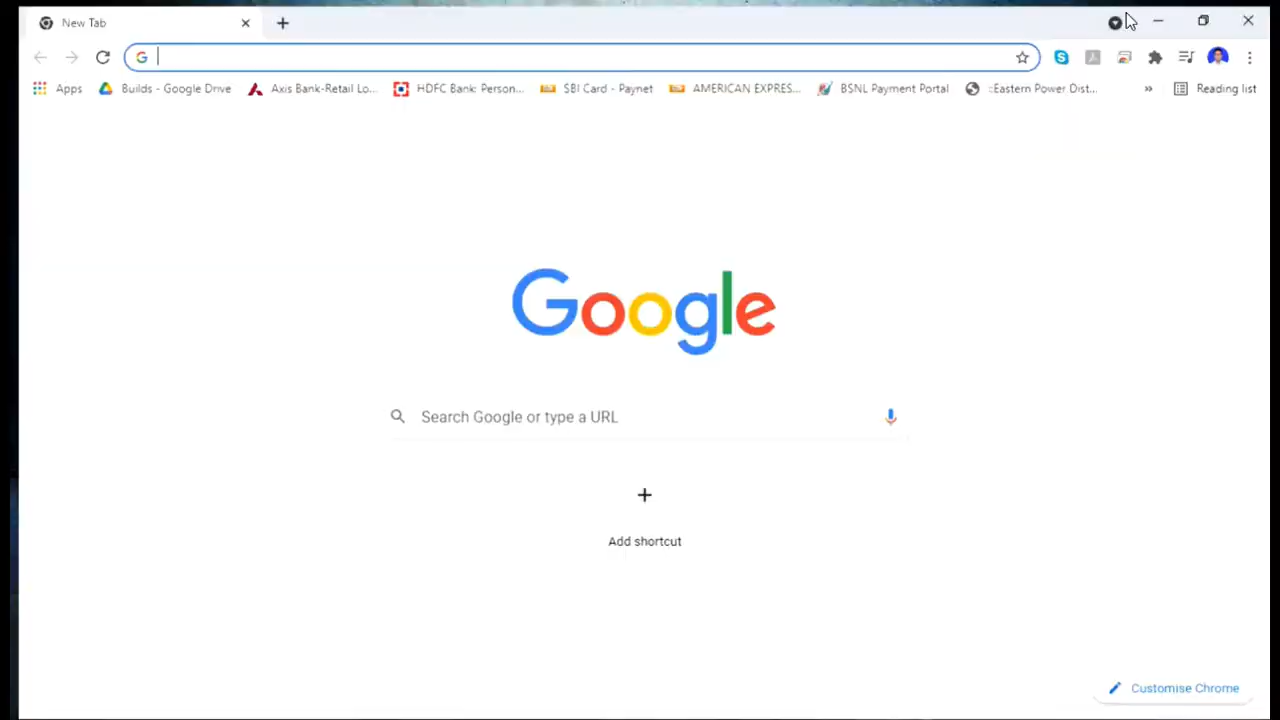 New Tab
Apps
Builds - Google Drive
Axis Bank-Retail Lo...
HDFC Bank: Person...
SBI Card - Paynet
AMERICAN EXPRES...
BSNL Payment Portal
:Eastern Power Dist...
»
Reading list
Google
Search Google or type a URL
Add shortcut
Customise Chrome